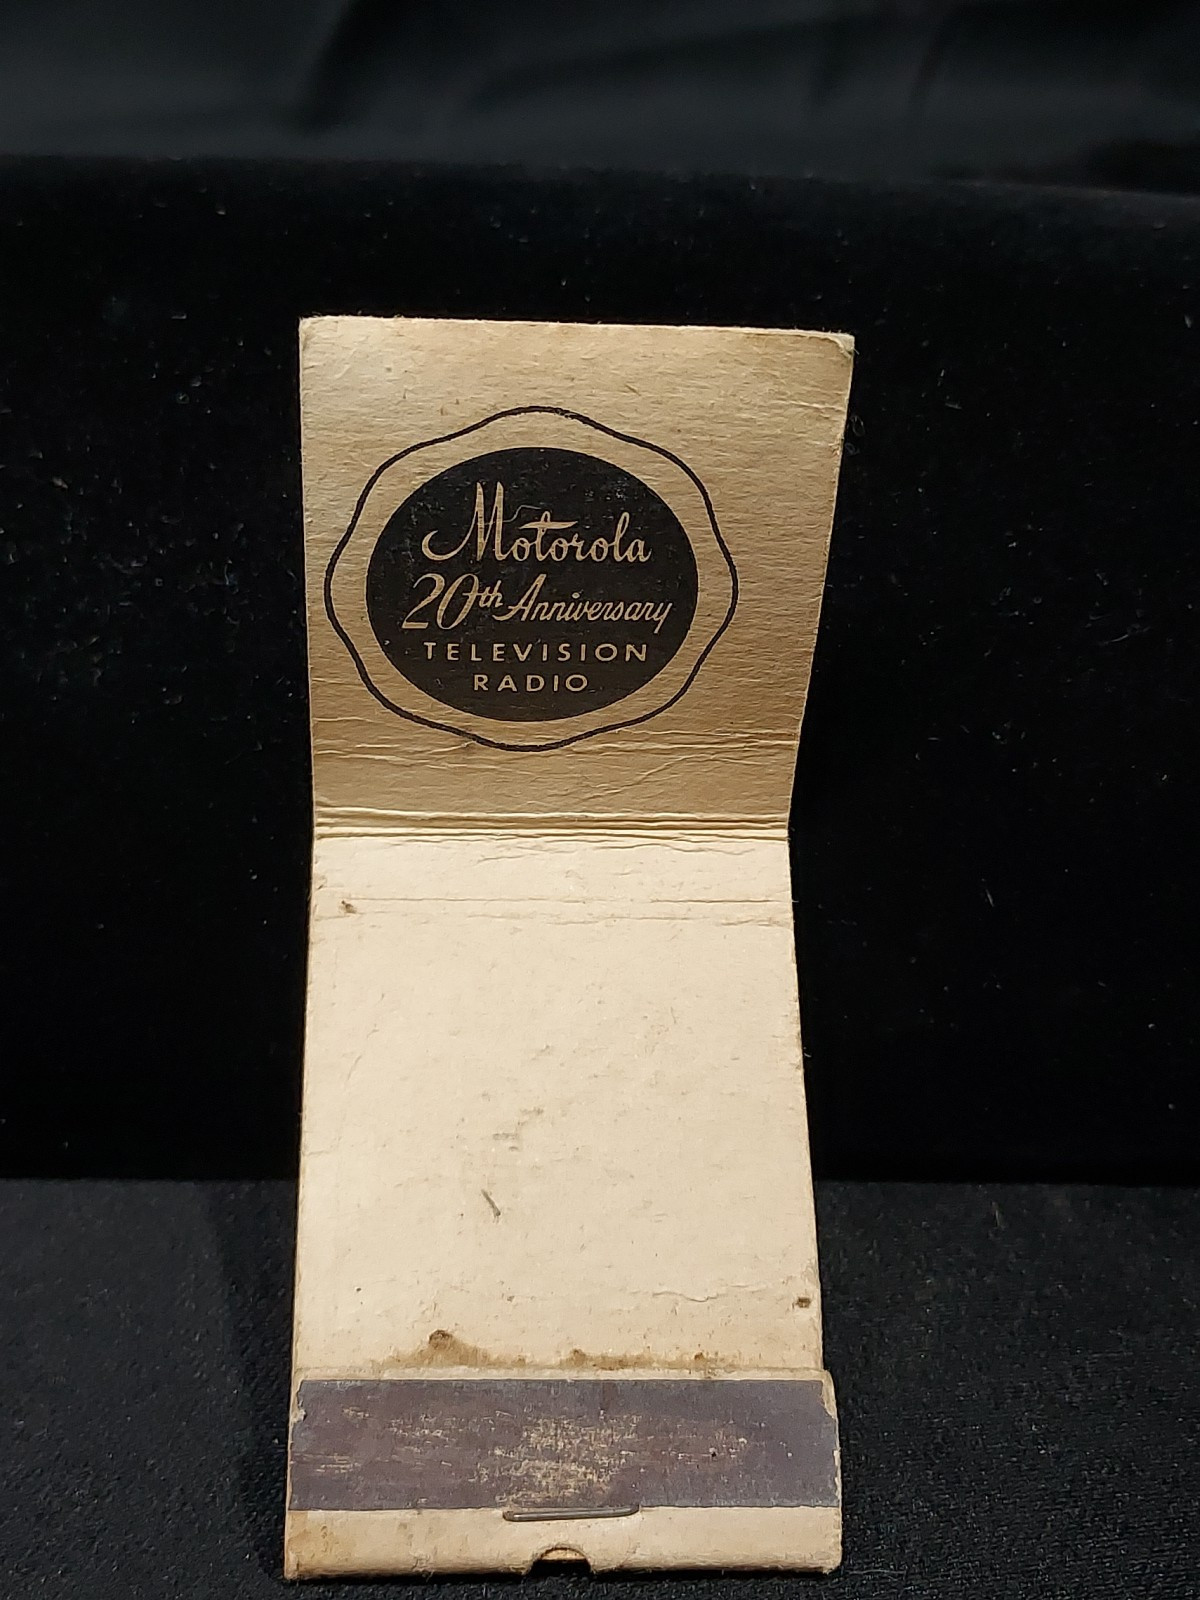 Motorola
20th Anniversary
TELEVISION
RADIO